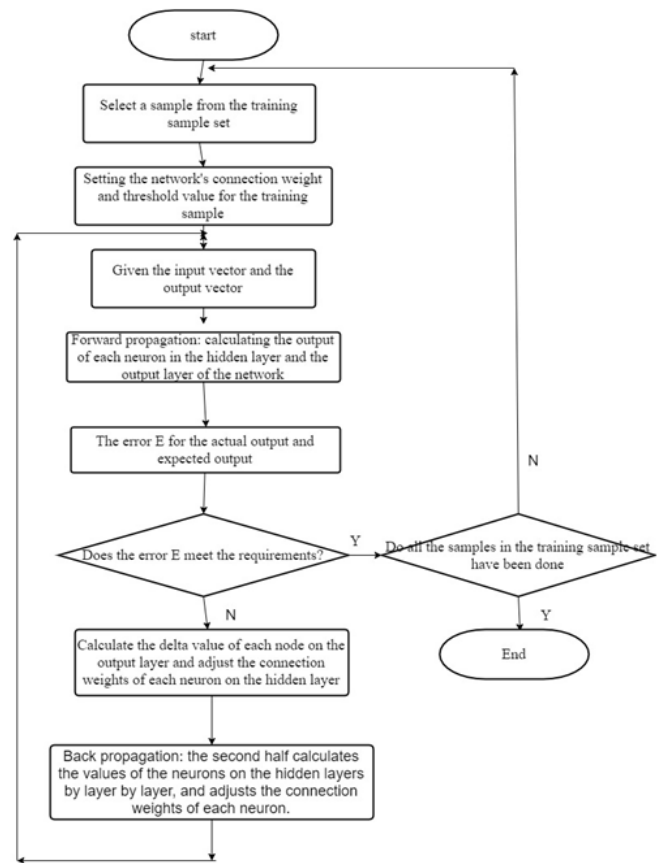 start
Select a sample from the training
sample set
Setting the network's connection weight
and threshold value for the training
sample
Given the input vector and the
output vector
Forward propagation: calculating the output
of each neuron in the hidden layer and the
output layer of the network
The error E for the actual output and
expected output
Does the error E meet the requirements?
Y
Do all the samples in the training sample set
have been done
N
Y
End
N
Calculate the delta value of each node on the
output layer and adjust the connection
weights of each neuron on the hidden layer
Back propagation: the second half calculates
the values of the neurons on the hidden layers
by layer by layer, and adjusts the connection
weights of each neuron.